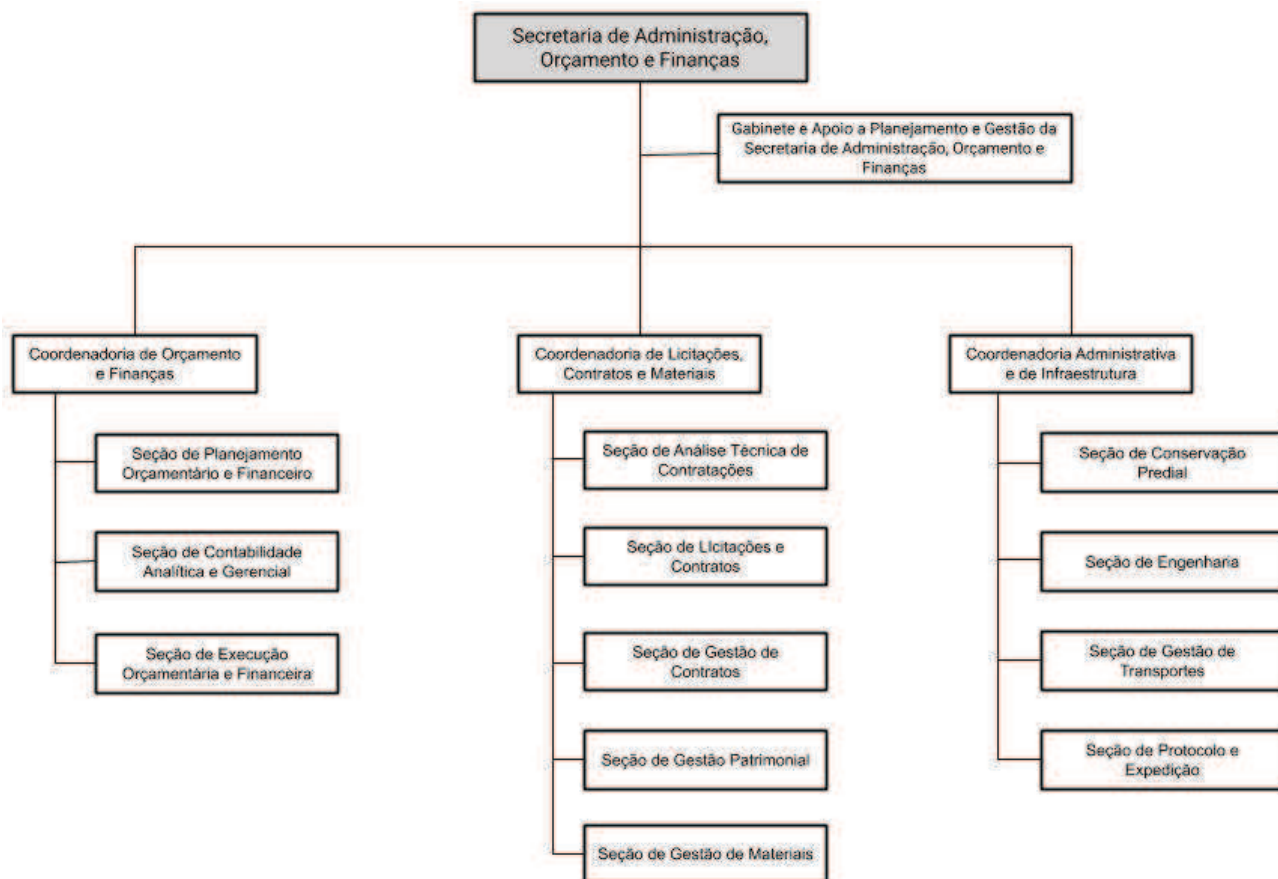 Secretaria de Administração,
Orçamento e Finanças
Gabinete e Apoio a Planejamento e Gestão da
Secretaria de Administração, Orçamento e
Finanças
Coordenadoria de Orçamento
e Finanças
Seção de Planejamento
Orçamentário e Financeiro
Seção de Contabilidade
Analítica e Gerencial
Seção de Execução
Orçamentária e Financeira
Coordenadoria de Licitações,
Contratos e Materiais
Seção de Análise Técnica de
Contratações
Seção de LIcitações e
Contratos
Seção de Gestão de
Contratos
Seção de Gestão Patrimonial
Seção de Gestão de Materiais
Coordenadoria Administrativa
e de Infraestrutura
Seção de Conservação
Predial
Seção de Engenharia
Seção de Gestão de
Transportes
Seção de Protocolo e
Expedição